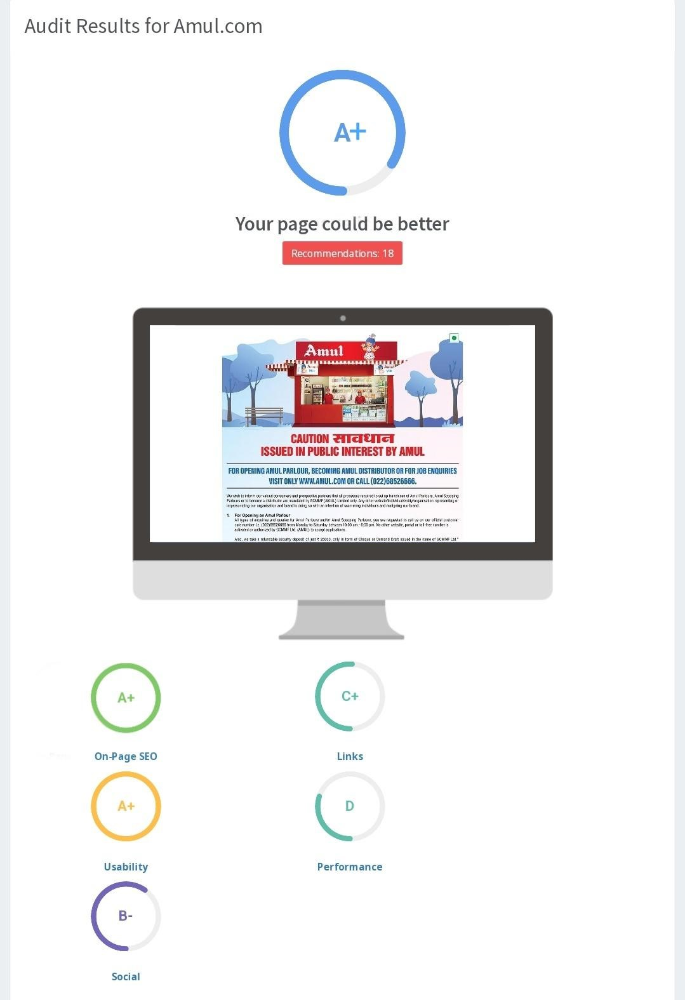 Audit Results for Amul.com
A+
Your page could be better
Recommendations: 18
Amul
CAUTION सावधान
ISSUED IN PUBLIC INTEREST BY AMUL
FOR OPENING AMUL PARLOUR, BECOMING AMUL DISTRIBUTOR OR FOR JOB ENQUIRIES
VISIT ONLY WWW.AMUL.COM OR CALL (022)68526666.
We wish to inform our valued consumers and prospective partners that all processes required to set up franchises of Amul Parlours, Amul Scooping
Parlours or to become a distributor are mandated by GCMMF (AMUL) Limited only. Any other website/individual/entity/organisation representing or
impersonating our organisation and brand is doing so with an intention of scamming individuals and maligning our brand.
1. For Opening an Amul Parlour
All types of enquiries and queries for Amul Parlours and/or Amul Scooping Parlours, you are requested to call us on our official customer
care number i.e. (022)68526666 from Monday to Saturday between 10:00 am - 6:00 pm. No other website, portal or toll-free number is
activated or authorized by GCMMF Ltd. (AMUL) to accept applications.
Also, we take a refundable security deposit of just ₹ 25000, only in form of Cheque or Demand Draft issued in the name of GCMMF Ltd."
A+
C+
On-Page SEO
Links
A+
D
Usability
Performance
B-
Social